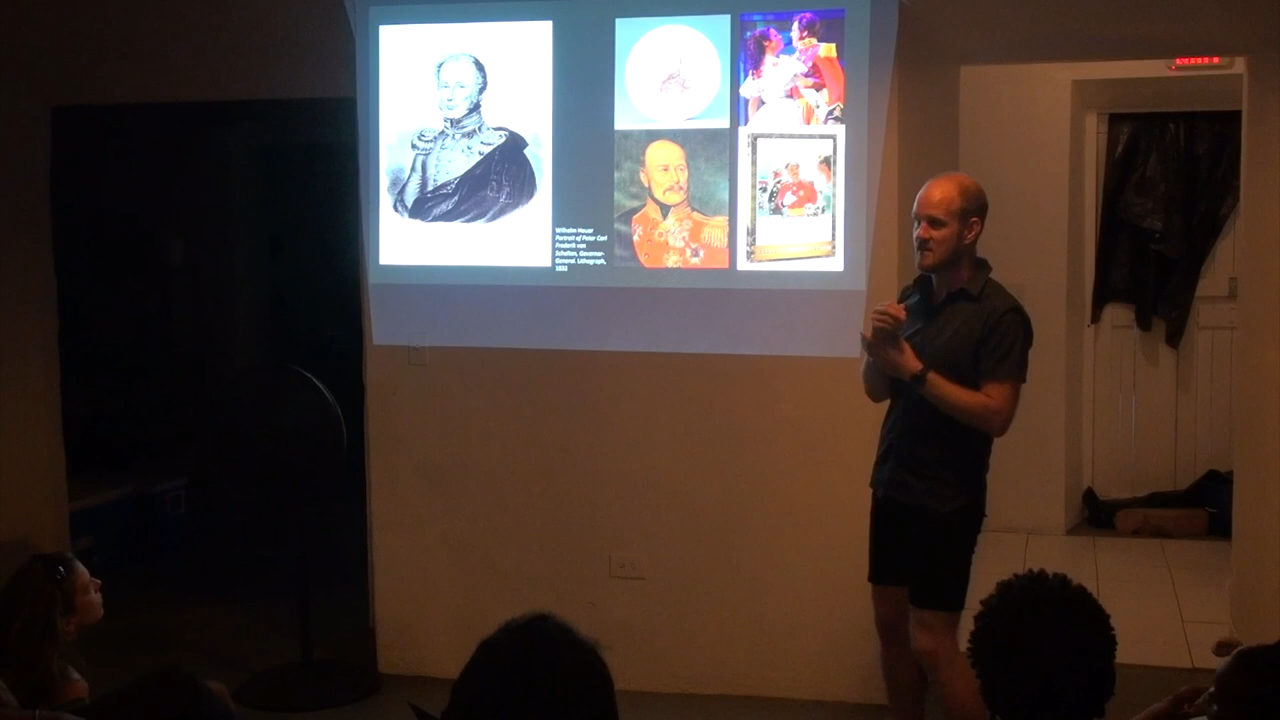 Wilhelm Heuer
Portrait of Peter Carl
Frederik von
Scholten, Governor-
General. Lithograph,
1832